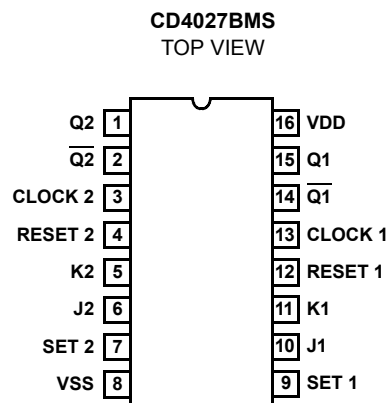 CD4027BMS
TOP VIEW
Q2 1 16 VDD
Q̅2̅ 2 15 Q1
CLOCK 2 3 14 Q̅1̅
RESET 2 4 13 CLOCK 1
K2 5 12 RESET 1
J2 6 11 K1
SET 2 7 10 J1
VSS 8 9 SET 1